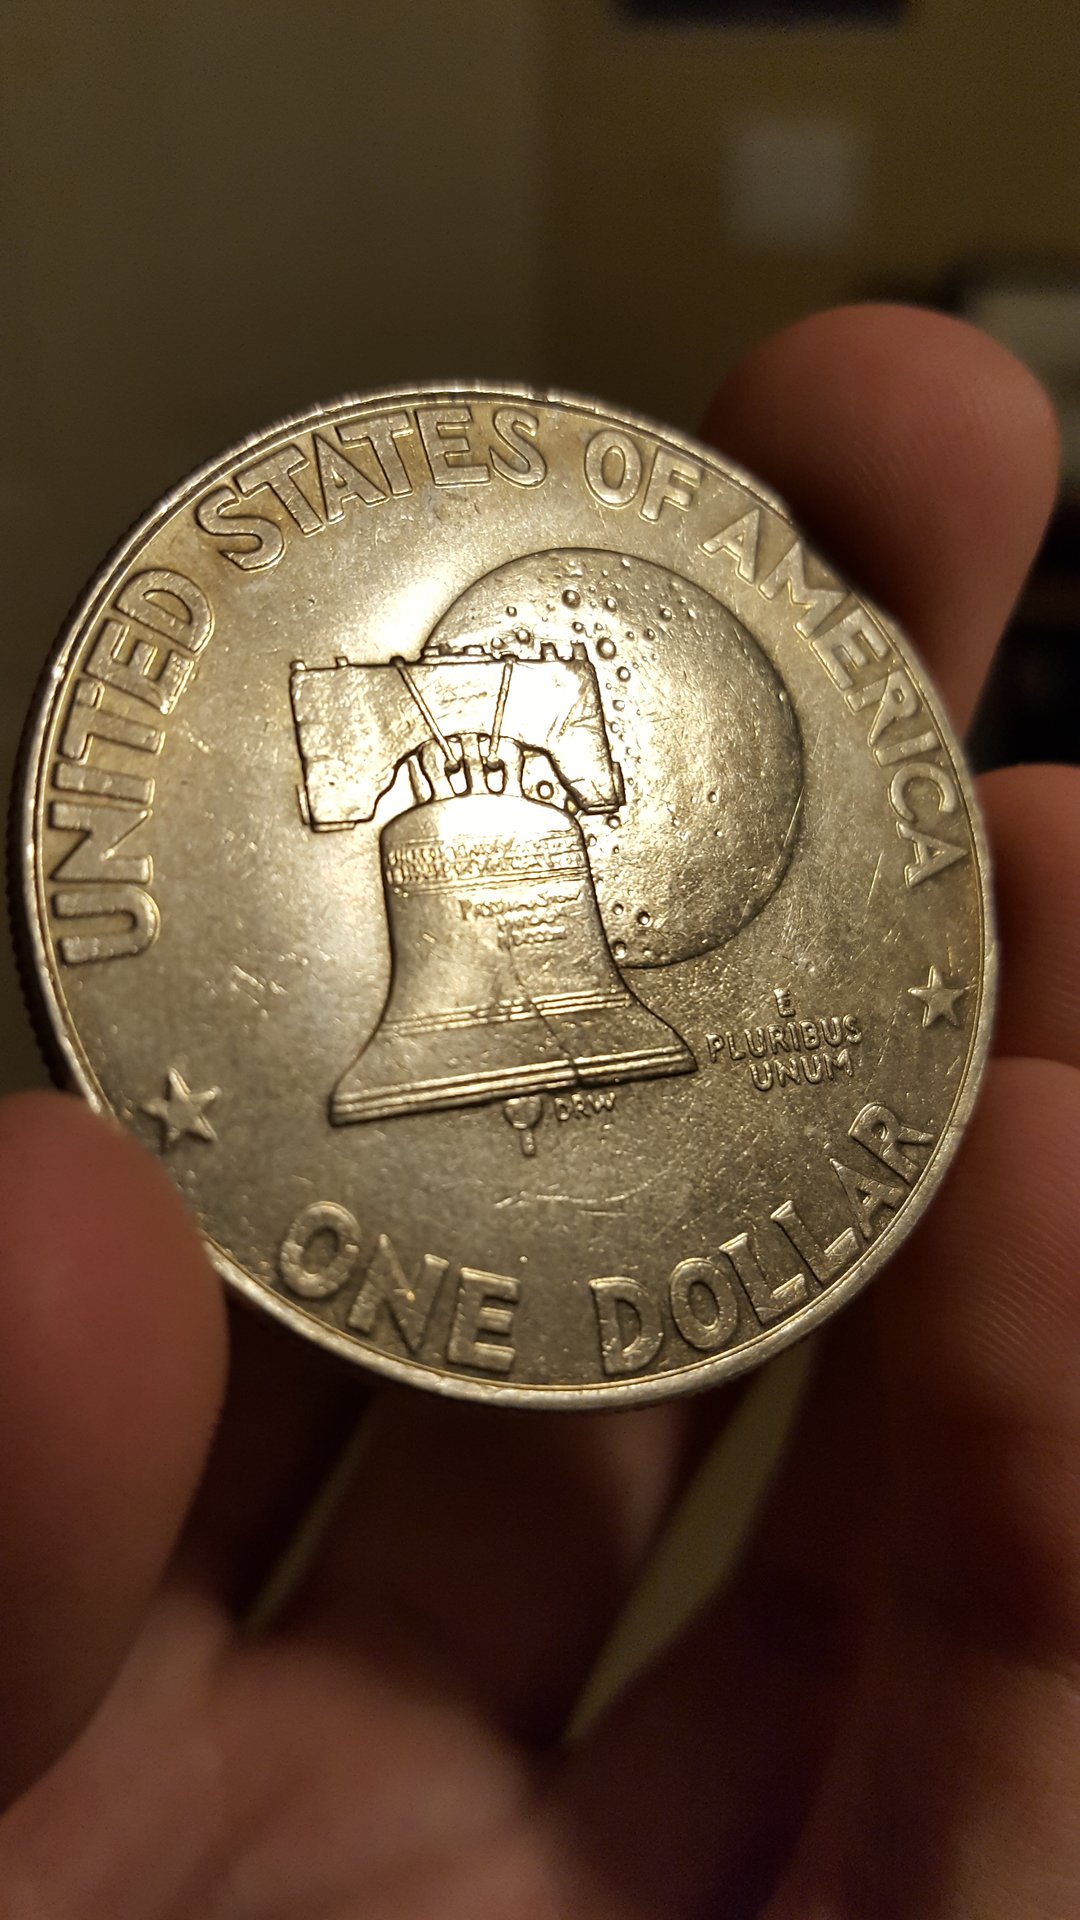 UNITED STATES OF AMERICA
E
PLURIBUS
UNUM
DRW
ONE DOLLAR